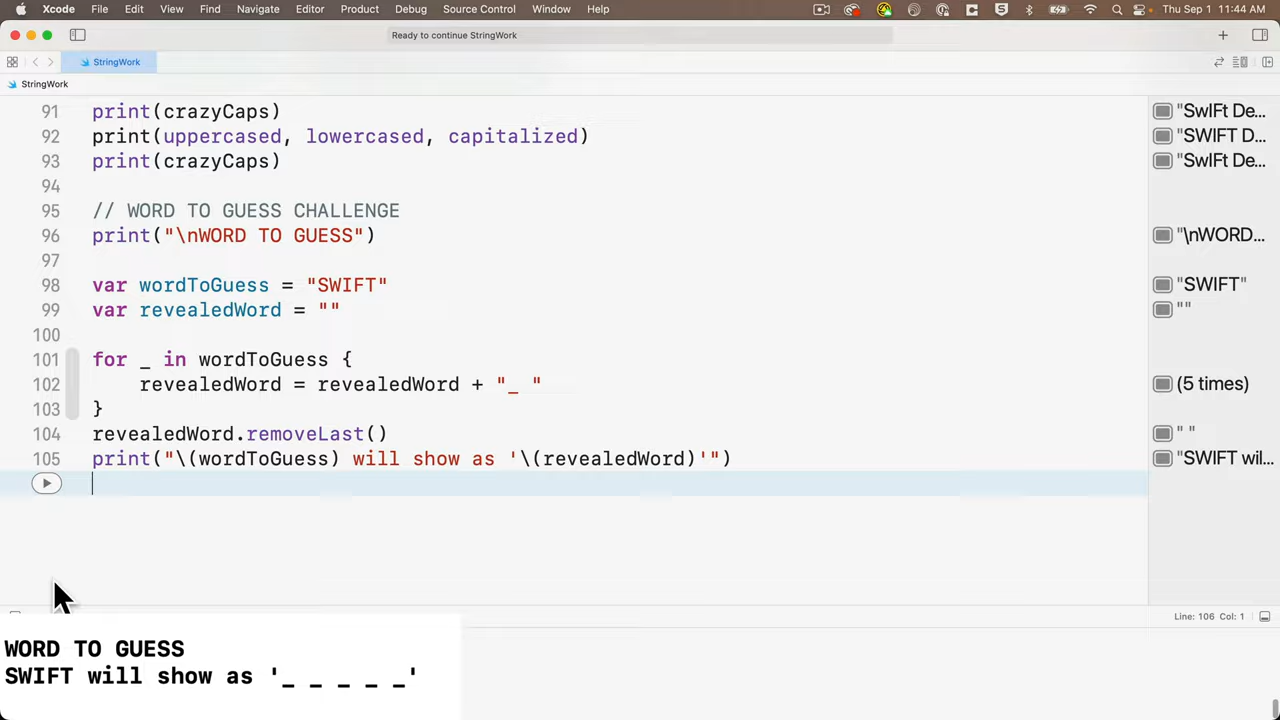 Xcode File Edit View Find Navigate Editor Product Debug Source Control Window Help Thu Sep 1 11:44 AM
Ready to continue StringWork
StringWork
StringWork
91 print(crazyCaps) "SwIFt De...
92 print(uppercased, lowercased, capitalized) "SWIFT D...
93 print(crazyCaps) "SwIFt De...
94
95 // WORD TO GUESS CHALLENGE
96 print("\nWORD TO GUESS") "\nWORD...
97
98 var wordToGuess = "SWIFT" "SWIFT"
99 var revealedWord = "" ""
100
101 for _ in wordToGuess {
102 revealedWord = revealedWord + "_ " (5 times)
103 }
104 revealedWord.removeLast() " "
105 print("\(wordToGuess) will show as '\(revealedWord)'") "SWIFT wil...
Line: 106 Col: 1
WORD TO GUESS
SWIFT will show as '_ _ _ _ _'